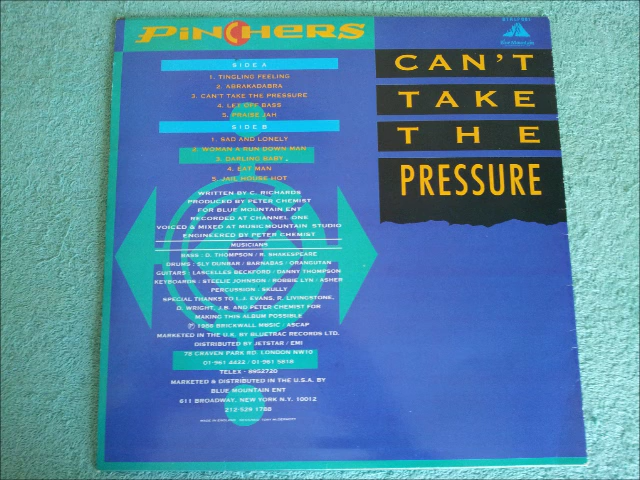 PINCHERS
SIDE A
1. TINGLING FEELING
2. ABRAKADABRA
3. CAN'T TAKE THE PRESSURE
4. LET OFF BASS
5. PRAISE JAH
SIDE B
1. SAD AND LONELY
2. WOMAN A RUN DOWN MAN
3. DARLING BABY
4. EAT MAN
5. JAIL HOUSE HOT
WRITTEN BY C. RICHARDS
PRODUCED BY PETER CHEMIST
FOR BLUE MOUNTAIN ENT
RECORDED AT CHANNEL ONE
VOICED & MIXED AT MUSIC MOUNTAIN STUDIO
ENGINEERED BY PETER CHEMIST
MUSICIANS
BASS : D. THOMPSON / R. SHAKESPEARE
DRUMS : SLY DUNBAR / BARNABAS - ORANGUTAN
GUITARS : LASCELLES BECKFORD / DANNY THOMPSON
KEYBOARDS : STEELIE JOHNSON / ROBBIE LYN / ASHER
PERCUSSION : SKULLY
SPECIAL THANKS TO L.J. EVANS, R. LIVINGSTONE,
D. WRIGHT, J.B. AND PETER CHEMIST FOR
MAKING THIS ALBUM POSSIBLE
℗ 1986 BRICKWALL MUSIC / ASCAP
MARKETED IN THE U.K. BY BLUETRAC RECORDS LTD.
DISTRIBUTED BY JETSTAR / EMI
78 CRAVEN PARK RD. LONDON NW10
01-961 4422 / 01-961 5818
TELEX - 8952720
MARKETED & DISTRIBUTED IN THE U.S.A. BY
BLUE MOUNTAIN ENT
611 BROADWAY, NEW YORK N.Y. 10012
212-529 1788
CAN'T
TAKE
THE
PRESSURE